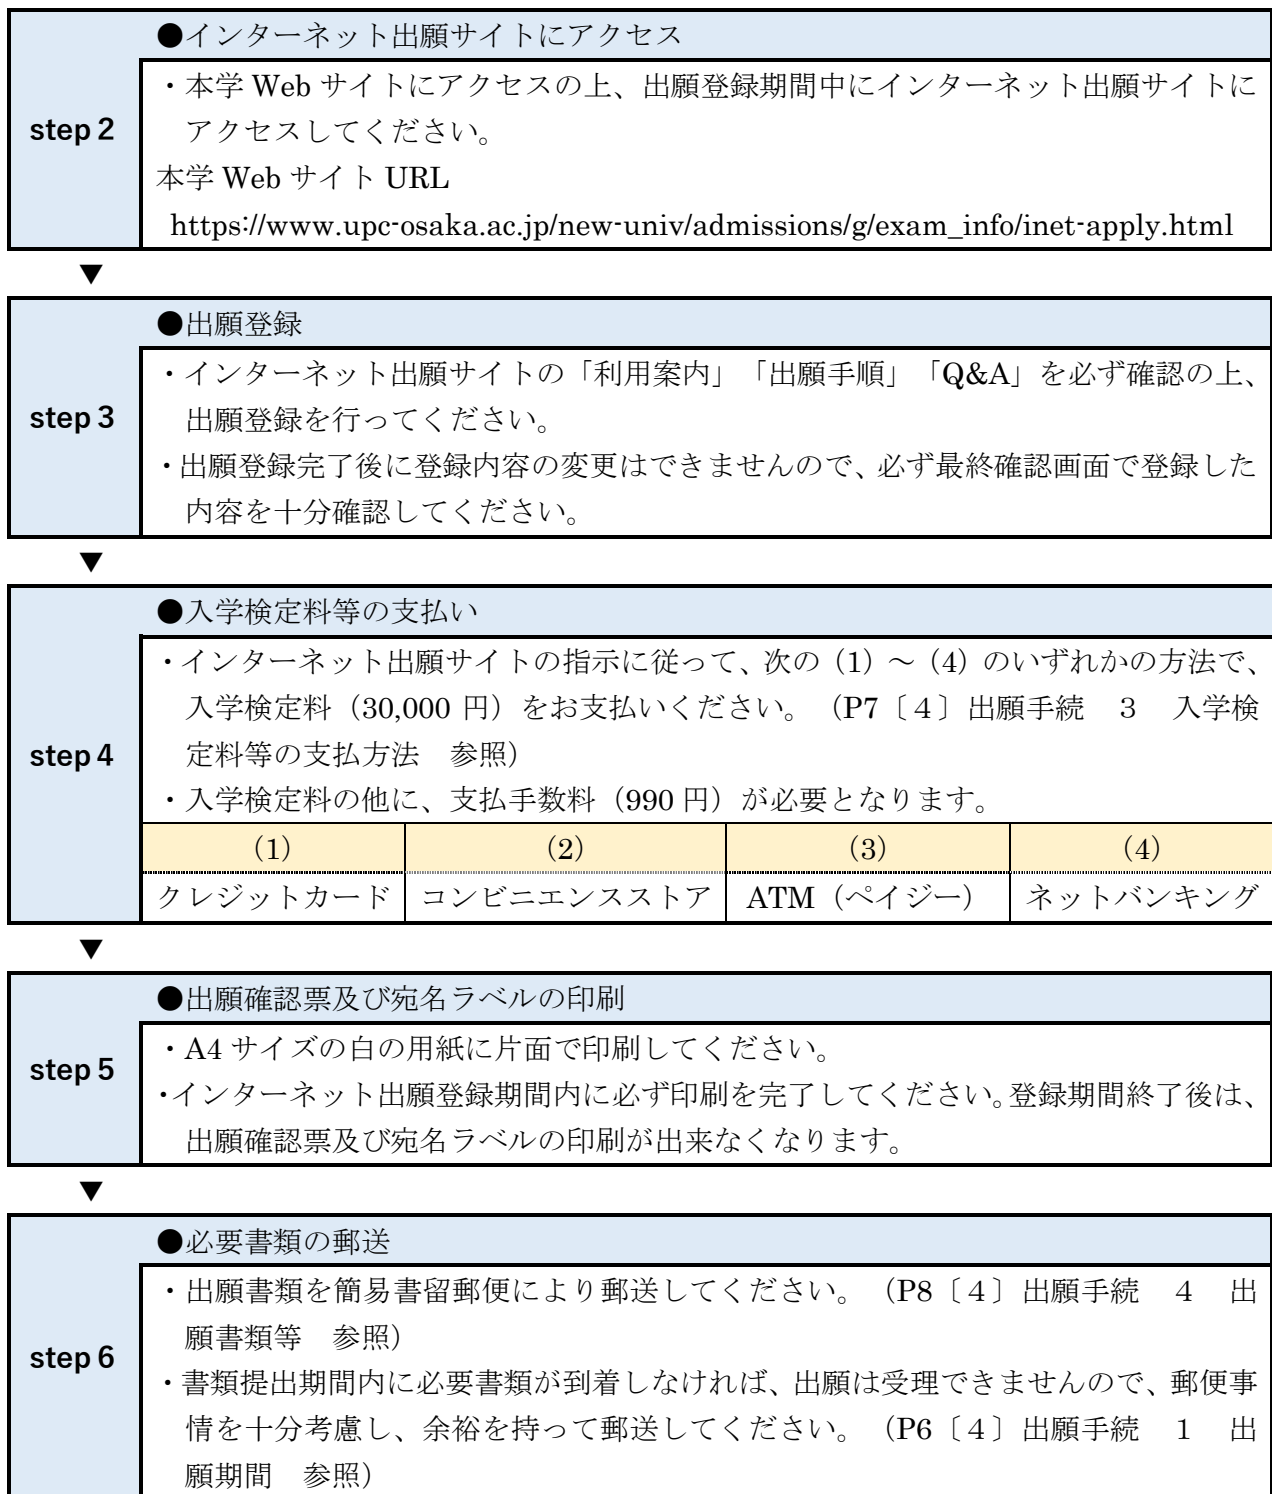 step 2
●インターネット出願サイトにアクセス
・本学 Web サイトにアクセスの上、出願登録期間中にインターネット出願サイトに
アクセスしてください。
本学 Web サイト URL
https://www.upc-osaka.ac.jp/new-univ/admissions/g/exam_info/inet-apply.html
▼
step 3
●出願登録
・インターネット出願サイトの「利用案内」「出願手順」「Q&A」を必ず確認の上、
出願登録を行ってください。
・出願登録完了後に登録内容の変更はできませんので、必ず最終確認画面で登録した
内容を十分確認してください。
▼
step 4
●入学検定料等の支払い
・インターネット出願サイトの指示に従って、次の（1）～（4）のいずれかの方法で、
入学検定料（30,000 円）をお支払いください。（P7〔４〕出願手続　３　入学検
定料等の支払方法　参照）
・入学検定料の他に、支払手数料（990 円）が必要となります。
（1） （2） （3） （4）
クレジットカード コンビニエンスストア ATM（ペイジー） ネットバンキング
▼
step 5
●出願確認票及び宛名ラベルの印刷
・A4 サイズの白の用紙に片面で印刷してください。
・インターネット出願登録期間内に必ず印刷を完了してください。登録期間終了後は、
出願確認票及び宛名ラベルの印刷が出来なくなります。
▼
step 6
●必要書類の郵送
・出願書類を簡易書留郵便により郵送してください。（P8〔４〕出願手続　４　出
願書類等　参照）
・書類提出期間内に必要書類が到着しなければ、出願は受理できませんので、郵便事
情を十分考慮し、余裕を持って郵送してください。（P6〔４〕出願手続　１　出
願期間　参照）